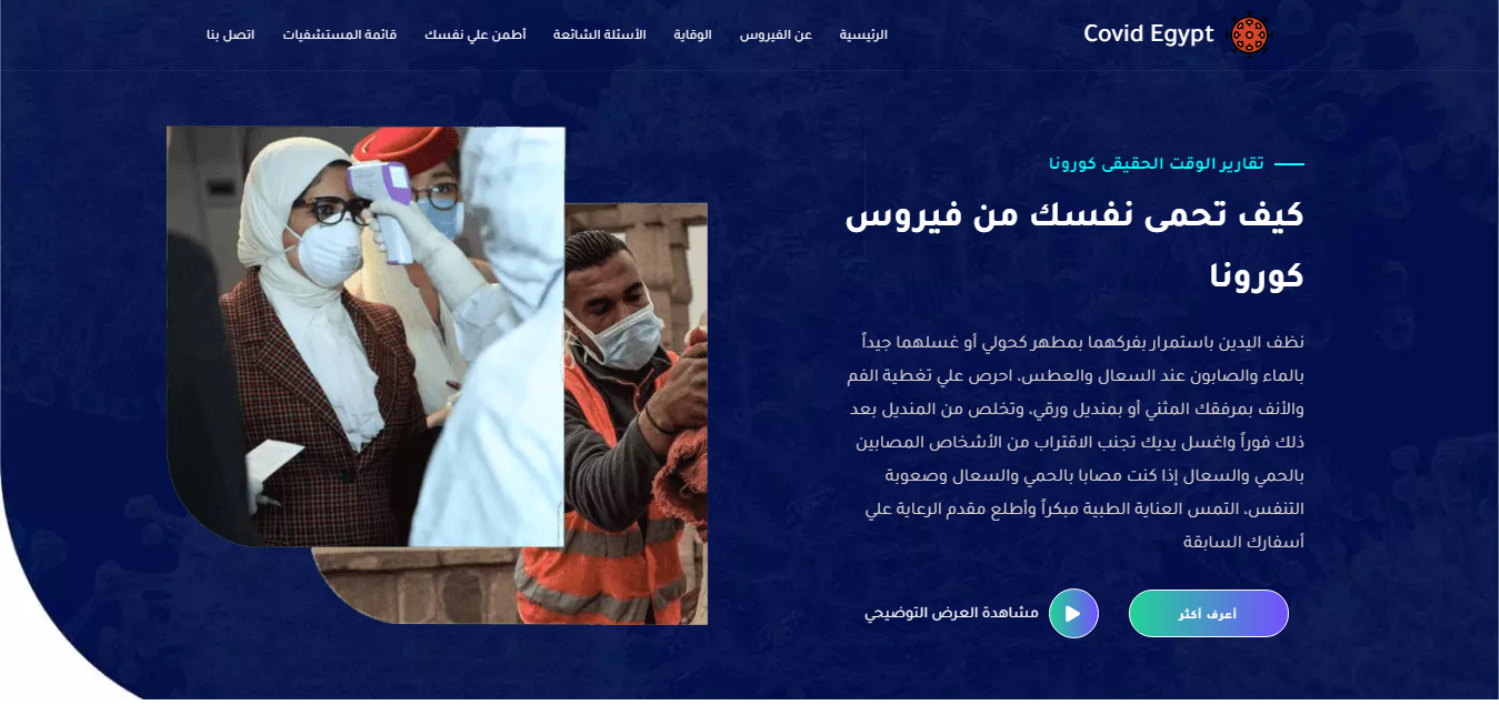 Covid Egypt
الرئيسية
عن الفيروس
الوقاية
الأسئلة الشائعة
أطمن علي نفسك
قائمة المستشفيات
اتصل بنا
تقارير الوقت الحقيقى كورونا
كيف تحمى نفسك من فيروس
كورونا
نظف اليدين باستمرار بفركهما بمطهر كحولي أو غسلهما جيداً
بالماء والصابون عند السعال والعطس، احرص علي تغطية الفم
والأنف بمرفقك المثني أو بمنديل ورقي، وتخلص من المنديل بعد
ذلك فوراً واغسل يديك تجنب الاقتراب من الأشخاص المصابين
بالحمي والسعال إذا كنت مصابا بالحمي والسعال وصعوبة
التنفس، التمس العناية الطبية مبكراً وأطلع مقدم الرعاية علي
أسفارك السابقة
أعرف أكثر
مشاهدة العرض التوضيحي